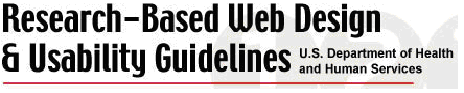 Research-Based Web Design
& Usability Guidelines
U.S. Department of Health
and Human Services